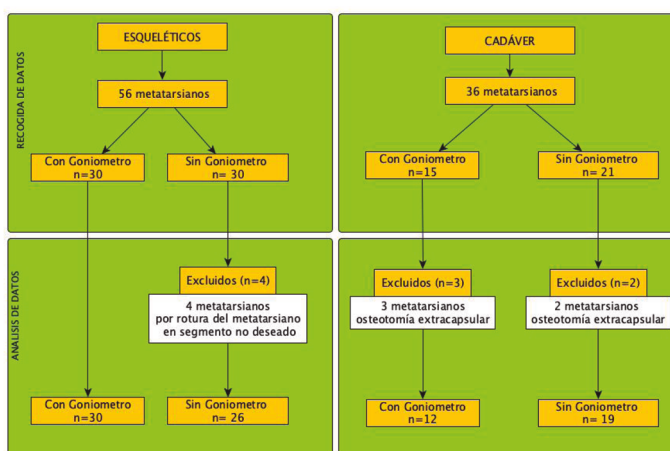 RECOGIDA DE DATOS
ESQUELÉTICOS
56 metatarsianos
Con Goniometro
n=30
Sin Goniometro
n= 30
CADÁVER
36 metatarsianos
Con Goniometro
n=15
Sin Goniometro
n= 21
ANALISIS DE DATOS
Excluidos (n=4)
4 metatarsianos
por rotura del metatarsiano
en segmento no deseado
Con Goniometro
n=30
Sin Goniometro
n= 26
Excluidos (n=3)
3 metatarsianos
osteotomía extracapsular
Excluidos (n=2)
2 metatarsianos
osteotomía extracapsular
Con Goniometro
n=12
Sin Goniometro
n= 19